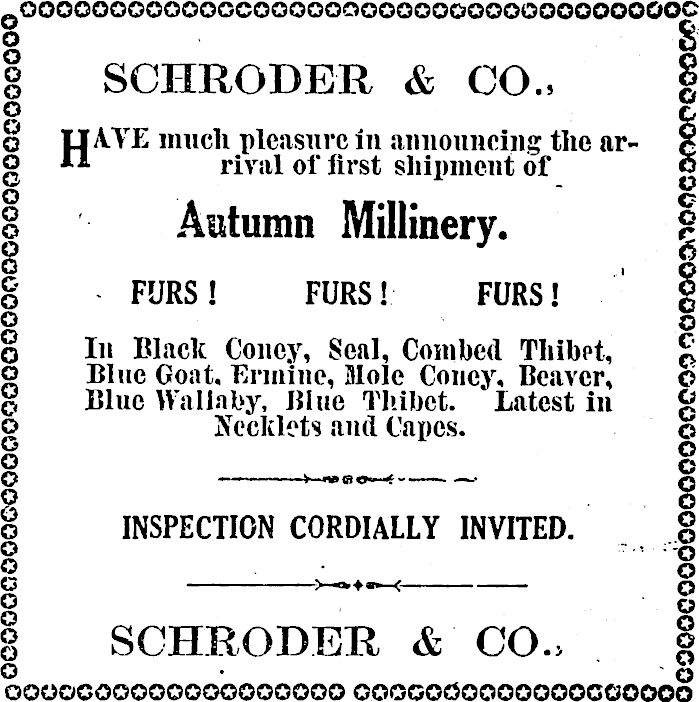 SCHRODER & CO.,
HAVE much pleasure in announcing the ar-
rival of first shipment of
Autumn Millinery.
FURS! FURS! FURS!
In Black Coney, Seal, Combed Thibet,
Blue Goat, Ermine, Mole Coney, Beaver,
Blue Wallaby, Blue Thibet. Latest in
Necklets and Capes.
INSPECTION CORDIALLY INVITED.
SCHRODER & CO.,